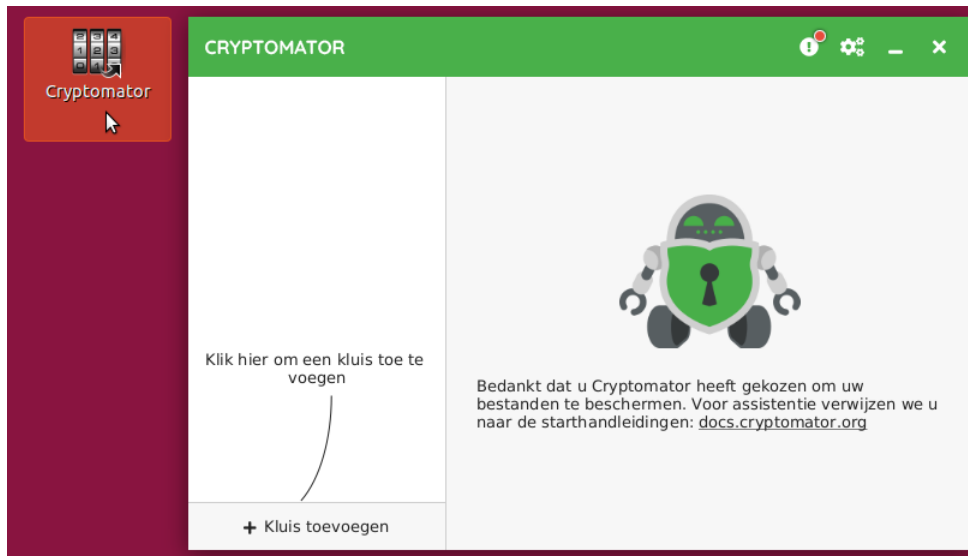 Cryptomator
CRYPTOMATOR
Klik hier om een kluis toe te
voegen
Bedankt dat u Cryptomator heeft gekozen om uw
bestanden te beschermen. Voor assistentie verwijzen we u
naar de starthandleidingen: docs.cryptomator.org
+ Kluis toevoegen